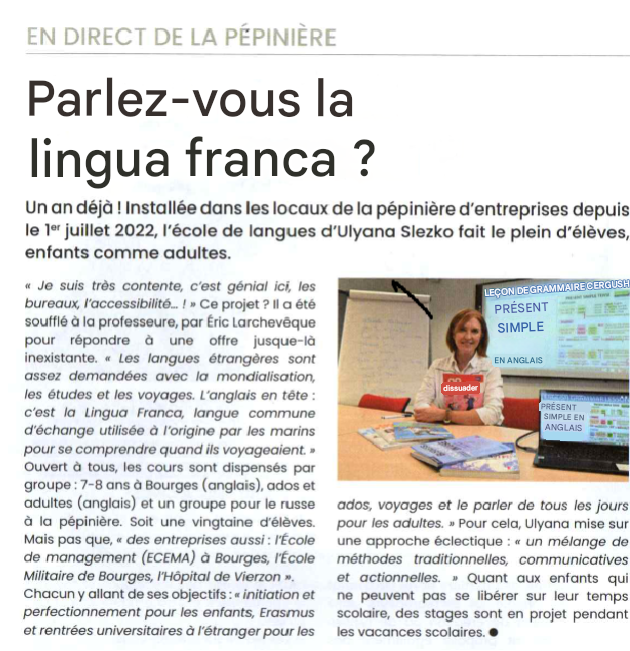 EN DIRECT DE LA PÉPINIÈRE
Parlez-vous la
lingua franca ?
Un an déjà ! Installée dans les locaux de la pépinière d'entreprises depuis
le 1er juillet 2022, l'école de langues d'Ulyana Slezko fait le plein d'élèves,
enfants comme adultes.
« Je suis très contente, c'est génial ici, les
bureaux, l'accessibilité... ! » Ce projet ? Il a été
soufflé à la professeure, par Éric Larchevêque
pour répondre à une offre jusque-là
inexistante. « Les langues étrangères sont
assez demandées avec la mondialisation,
les études et les voyages. L'anglais en tête :
c'est la Lingua Franca, langue commune
d'échange utilisée à l'origine par les marins
pour se comprendre quand ils voyageaient. »
Ouvert à tous, les cours sont dispensés par
groupe : 7-8 ans à Bourges (anglais), ados et
adultes (anglais) et un groupe pour le russe
à la pépinière. Soit une vingtaine d'élèves.
Mais pas que, « des entreprises aussi : l'École
de management (ECEMA) à Bourges, l'École
Militaire de Bourges, l'Hôpital de Vierzon ».
Chacun y allant de ses objectifs : « initiation et
perfectionnement pour les enfants, Erasmus
et rentrées universitaires à l'étranger pour les
LEÇON DE GRAMMAIRE CERGUSH
PRÉSENT
SIMPLE
EN ANGLAIS
dissuader
PRÉSENT
SIMPLE EN
ANGLAIS
ados, voyages et le parler de tous les jours
pour les adultes. » Pour cela, Ulyana mise sur
une approche éclectique : « un mélange de
méthodes traditionnelles, communicatives
et actionnelles. » Quant aux enfants qui
ne peuvent pas se libérer sur leur temps
scolaire, des stages sont en projet pendant
les vacances scolaires.